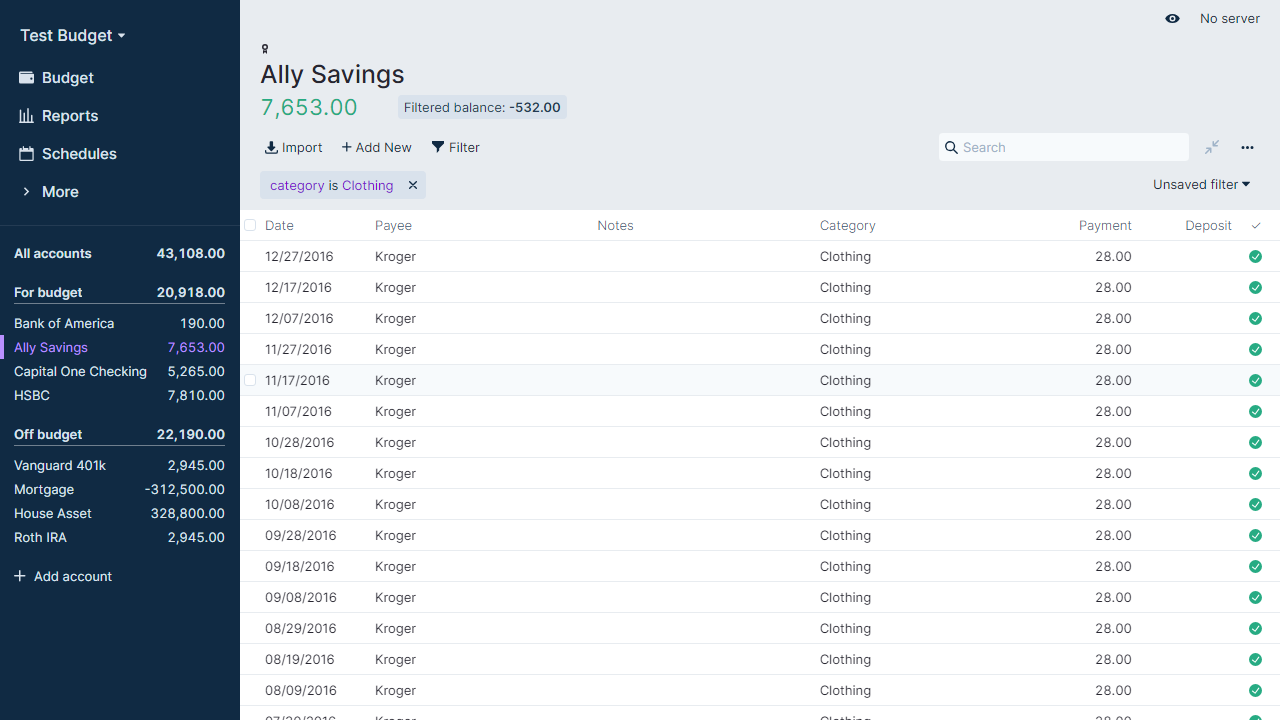 Test Budget
Budget
Reports
Schedules
More
All accounts 43,108.00
For budget 20,918.00
Bank of America 190.00
Ally Savings 7,653.00
Capital One Checking 5,265.00
HSBC 7,810.00
Off budget 22,190.00
Vanguard 401k 2,945.00
Mortgage -312,500.00
House Asset 328,800.00
Roth IRA 2,945.00
Add account
No server
Ally Savings
7,653.00 Filtered balance: -532.00
Import Add New Filter Search
category is Clothing Unsaved filter
Date Payee Notes Category Payment Deposit
12/27/2016 Kroger Clothing 28.00
12/17/2016 Kroger Clothing 28.00
12/07/2016 Kroger Clothing 28.00
11/27/2016 Kroger Clothing 28.00
11/17/2016 Kroger Clothing 28.00
11/07/2016 Kroger Clothing 28.00
10/28/2016 Kroger Clothing 28.00
10/18/2016 Kroger Clothing 28.00
10/08/2016 Kroger Clothing 28.00
09/28/2016 Kroger Clothing 28.00
09/18/2016 Kroger Clothing 28.00
09/08/2016 Kroger Clothing 28.00
08/29/2016 Kroger Clothing 28.00
08/19/2016 Kroger Clothing 28.00
08/09/2016 Kroger Clothing 28.00